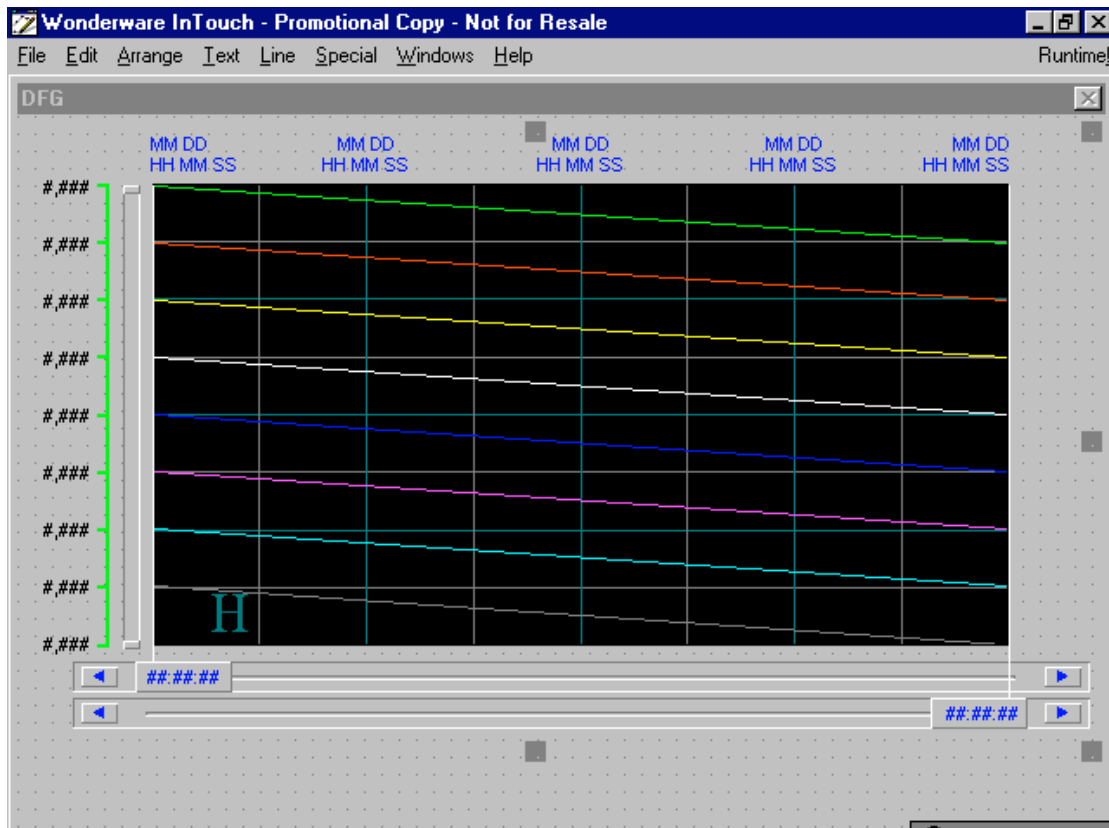 Wonderware InTouch - Promotional Copy - Not for Resale
File Edit Arrange Text Line Special Windows Help Runtime!
DFG
MM DD MM DD MM DD MM DD MM DD
HH MM SS HH MM SS HH MM SS HH MM SS HH MM SS
#,###
#,###
#,###
#,###
#,###
#,###
#,###
#,###
H
#,###
##:##:##
##:##:##